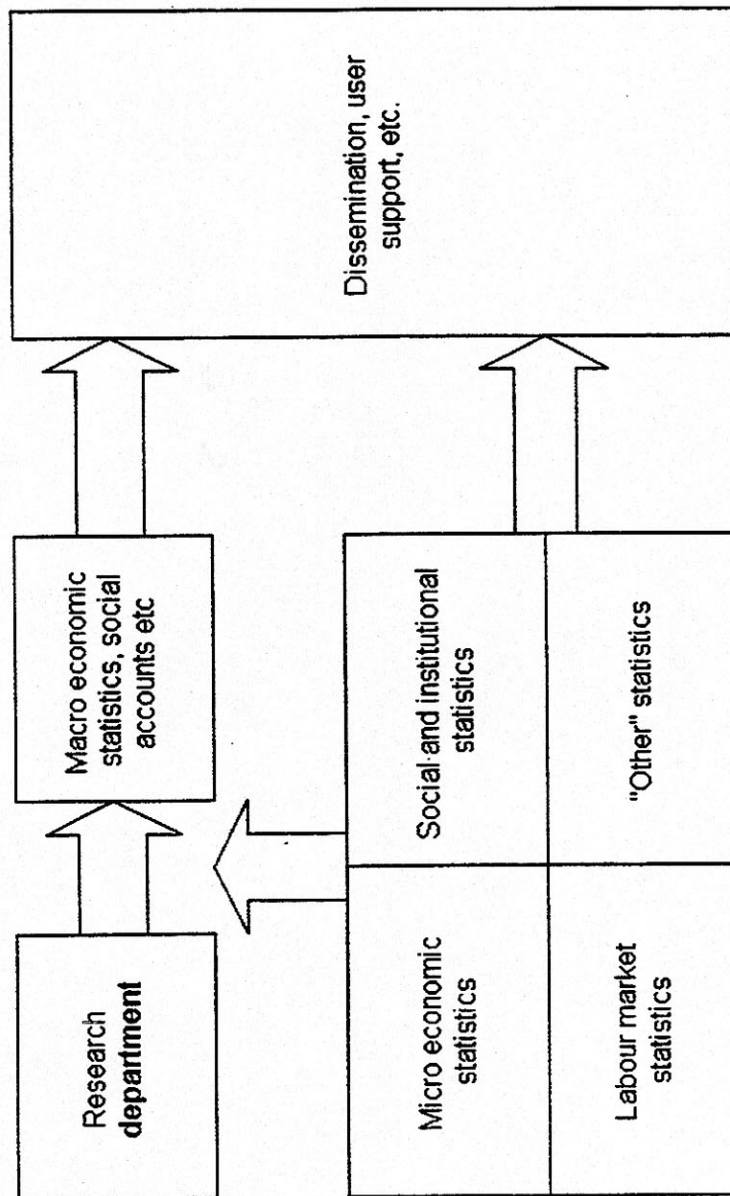 Research
department
Macro economic
statistics, social
accounts etc
Micro economic
statistics
Social and institutional
statistics
Labour market
statistics
"Other" statistics
Dissemination, user
support, etc.